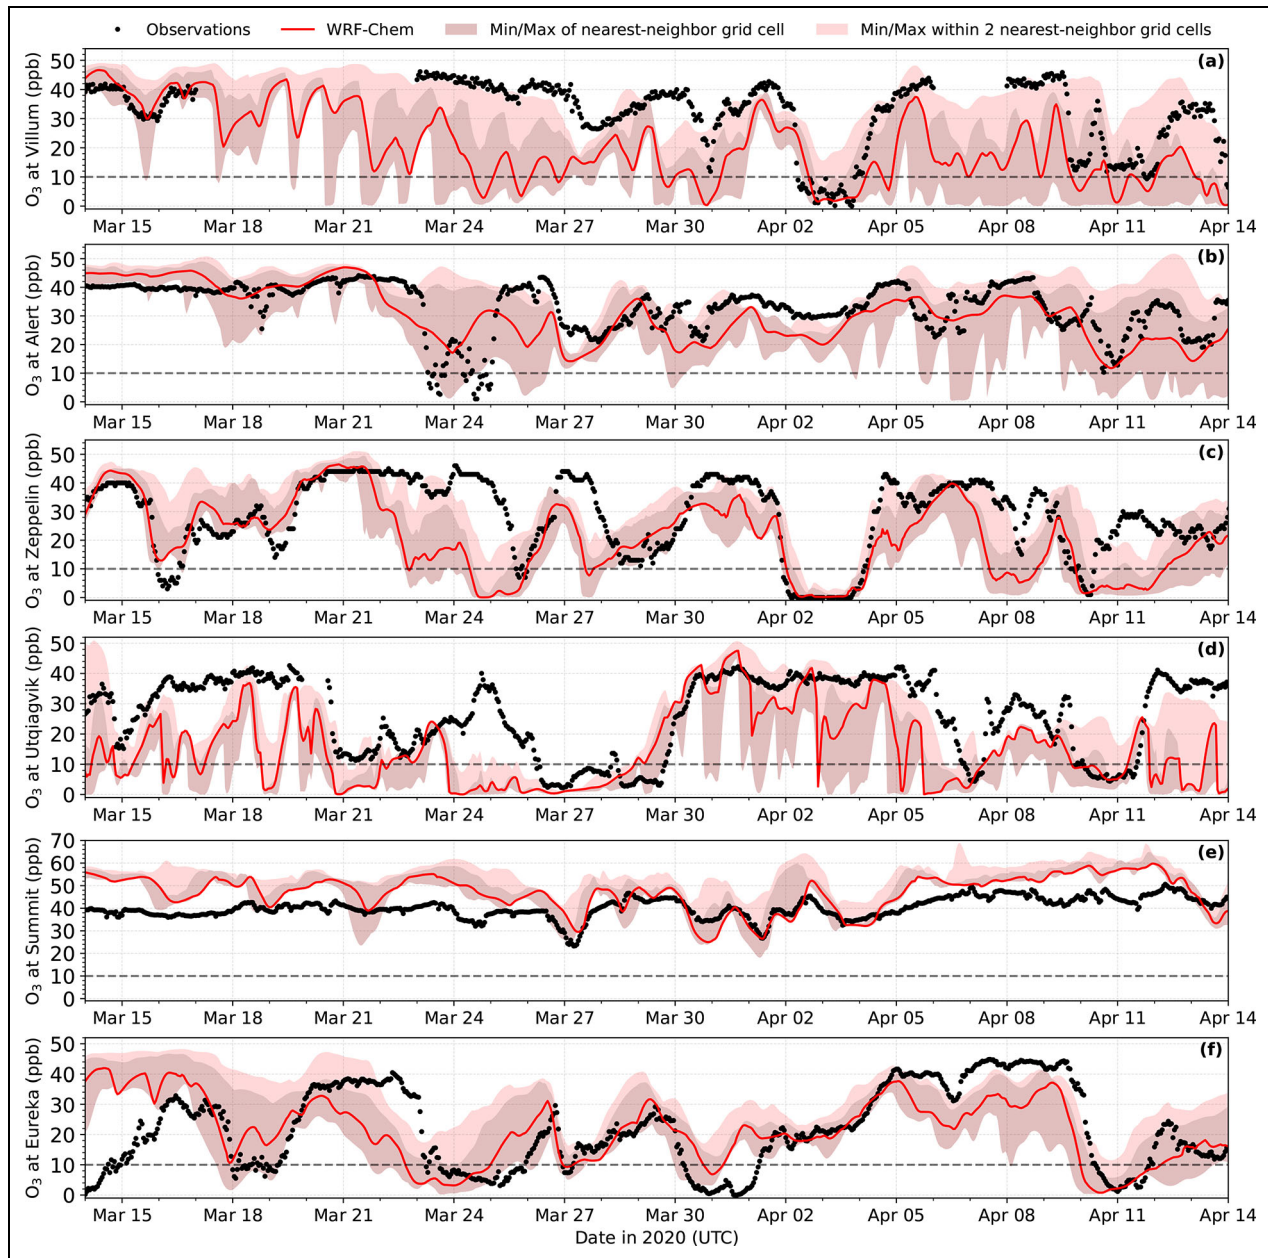 Observations WRF-Chem Min/Max of nearest-neighbor grid cell Min/Max within 2 nearest-neighbor grid cells
(a)
O3 at Villum (ppb)
50
40
30
20
10
0
Mar 15 Mar 18 Mar 21 Mar 24 Mar 27 Mar 30 Apr 02 Apr 05 Apr 08 Apr 11 Apr 14
(b)
O3 at Alert (ppb)
50
40
30
20
10
0
Mar 15 Mar 18 Mar 21 Mar 24 Mar 27 Mar 30 Apr 02 Apr 05 Apr 08 Apr 11 Apr 14
(c)
O3 at Zeppelin (ppb)
50
40
30
20
10
0
Mar 15 Mar 18 Mar 21 Mar 24 Mar 27 Mar 30 Apr 02 Apr 05 Apr 08 Apr 11 Apr 14
(d)
O3 at Utqiagvik (ppb)
50
40
30
20
10
0
Mar 15 Mar 18 Mar 21 Mar 24 Mar 27 Mar 30 Apr 02 Apr 05 Apr 08 Apr 11 Apr 14
(e)
O3 at Summit (ppb)
70
60
50
40
30
20
10
0
Mar 15 Mar 18 Mar 21 Mar 24 Mar 27 Mar 30 Apr 02 Apr 05 Apr 08 Apr 11 Apr 14
(f)
O3 at Eureka (ppb)
50
40
30
20
10
0
Mar 15 Mar 18 Mar 21 Mar 24 Mar 27 Mar 30 Apr 02 Apr 05 Apr 08 Apr 11 Apr 14
Date in 2020 (UTC)